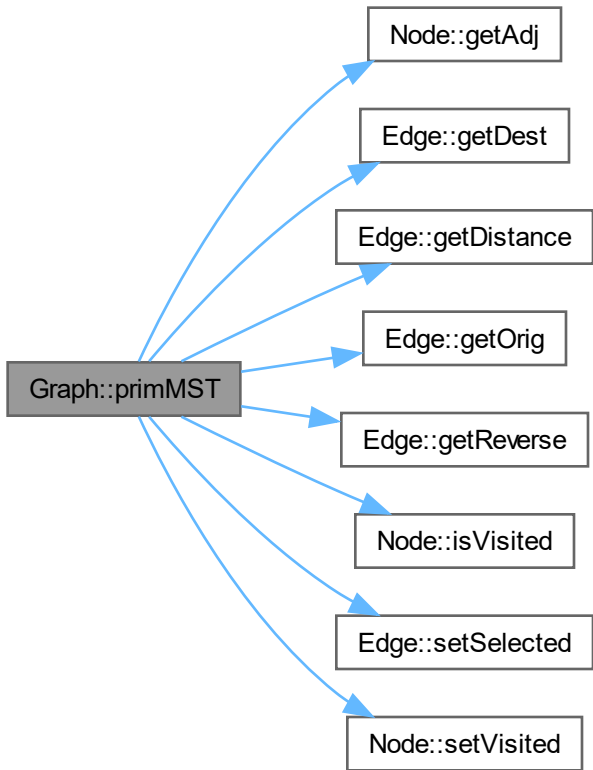 Node::getAdj
Edge::getDest
Edge::getDistance
Edge::getOrig
Graph::primMST
Edge::getReverse
Node::isVisited
Edge::setSelected
Node::setVisited